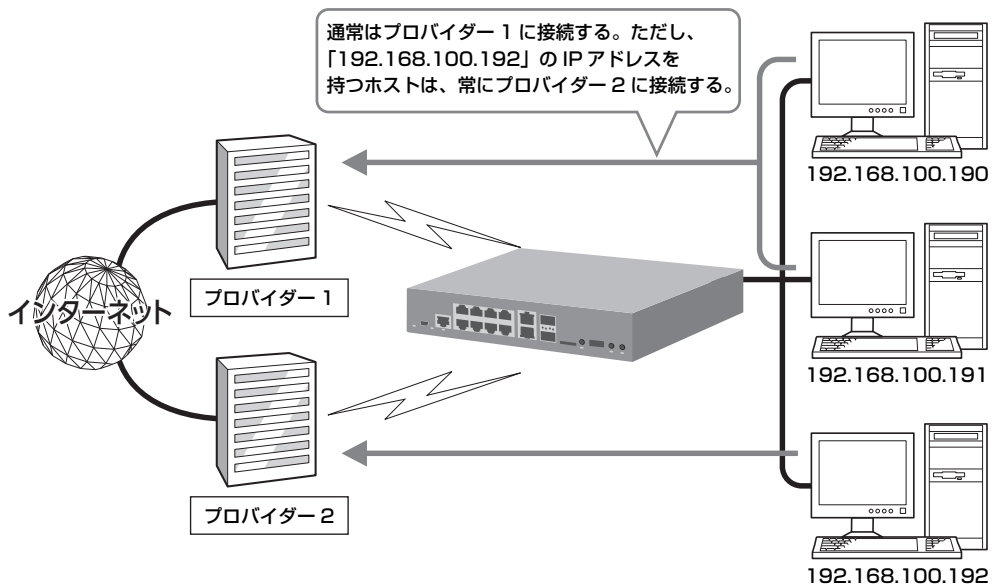 通常はプロバイダー 1 に接続する。ただし、
「192.168.100.192」の IP アドレスを
持つホストは、常にプロバイダー 2 に接続する。
192.168.100.190
プロバイダー 1
インターネット
192.168.100.191
プロバイダー 2
192.168.100.192